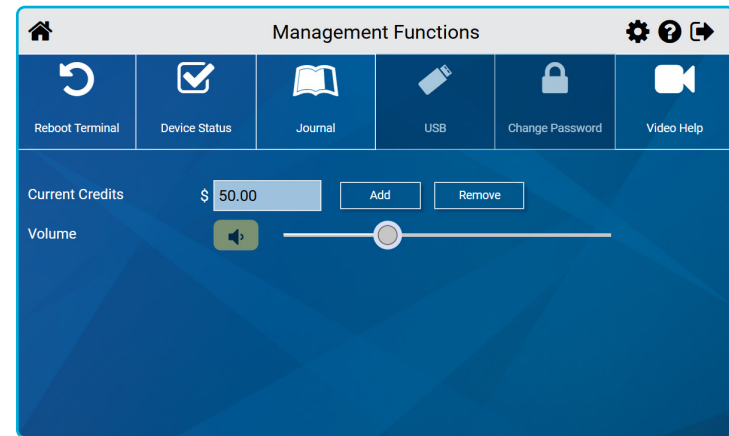 Management Functions
Reboot Terminal
Device Status
Journal
USB
Change Password
Video Help
Current Credits $ 50.00 Add Remove
Volume